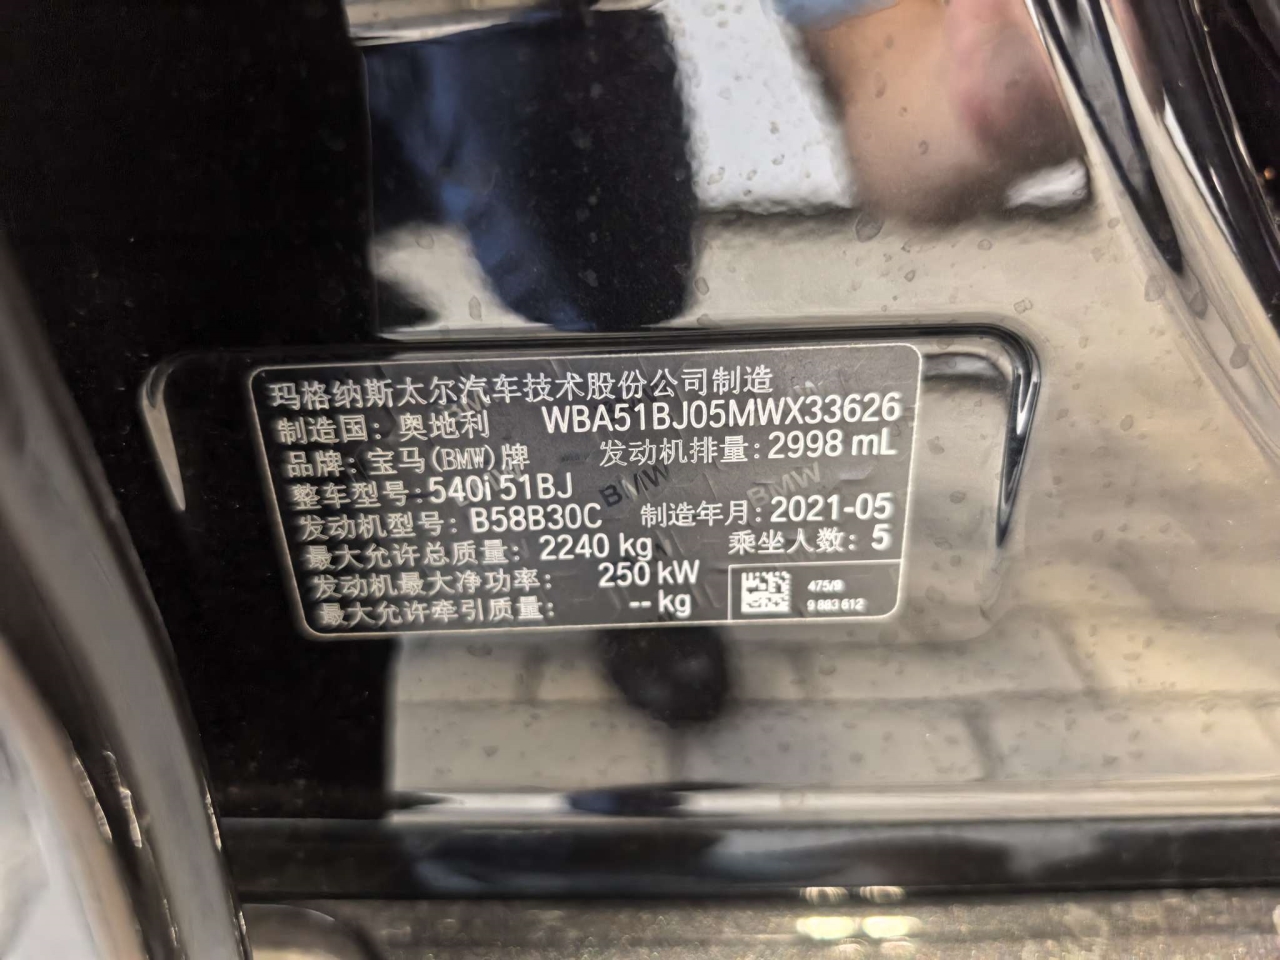 玛格纳斯太尔汽车技术股份公司制造
制造国：奥地利 WBA51BJ05MWX33626
品牌：宝马(BMW)牌 发动机排量：2998 mL
整车型号：540i 51BJ
发动机型号：B58B30C 制造年月：2021-05
最大允许总质量：2240 kg 乘坐人数：5
发动机最大净功率：250 kW
最大允许牵引质量：-- kg
475/9
9 883 612
BMW
BMW